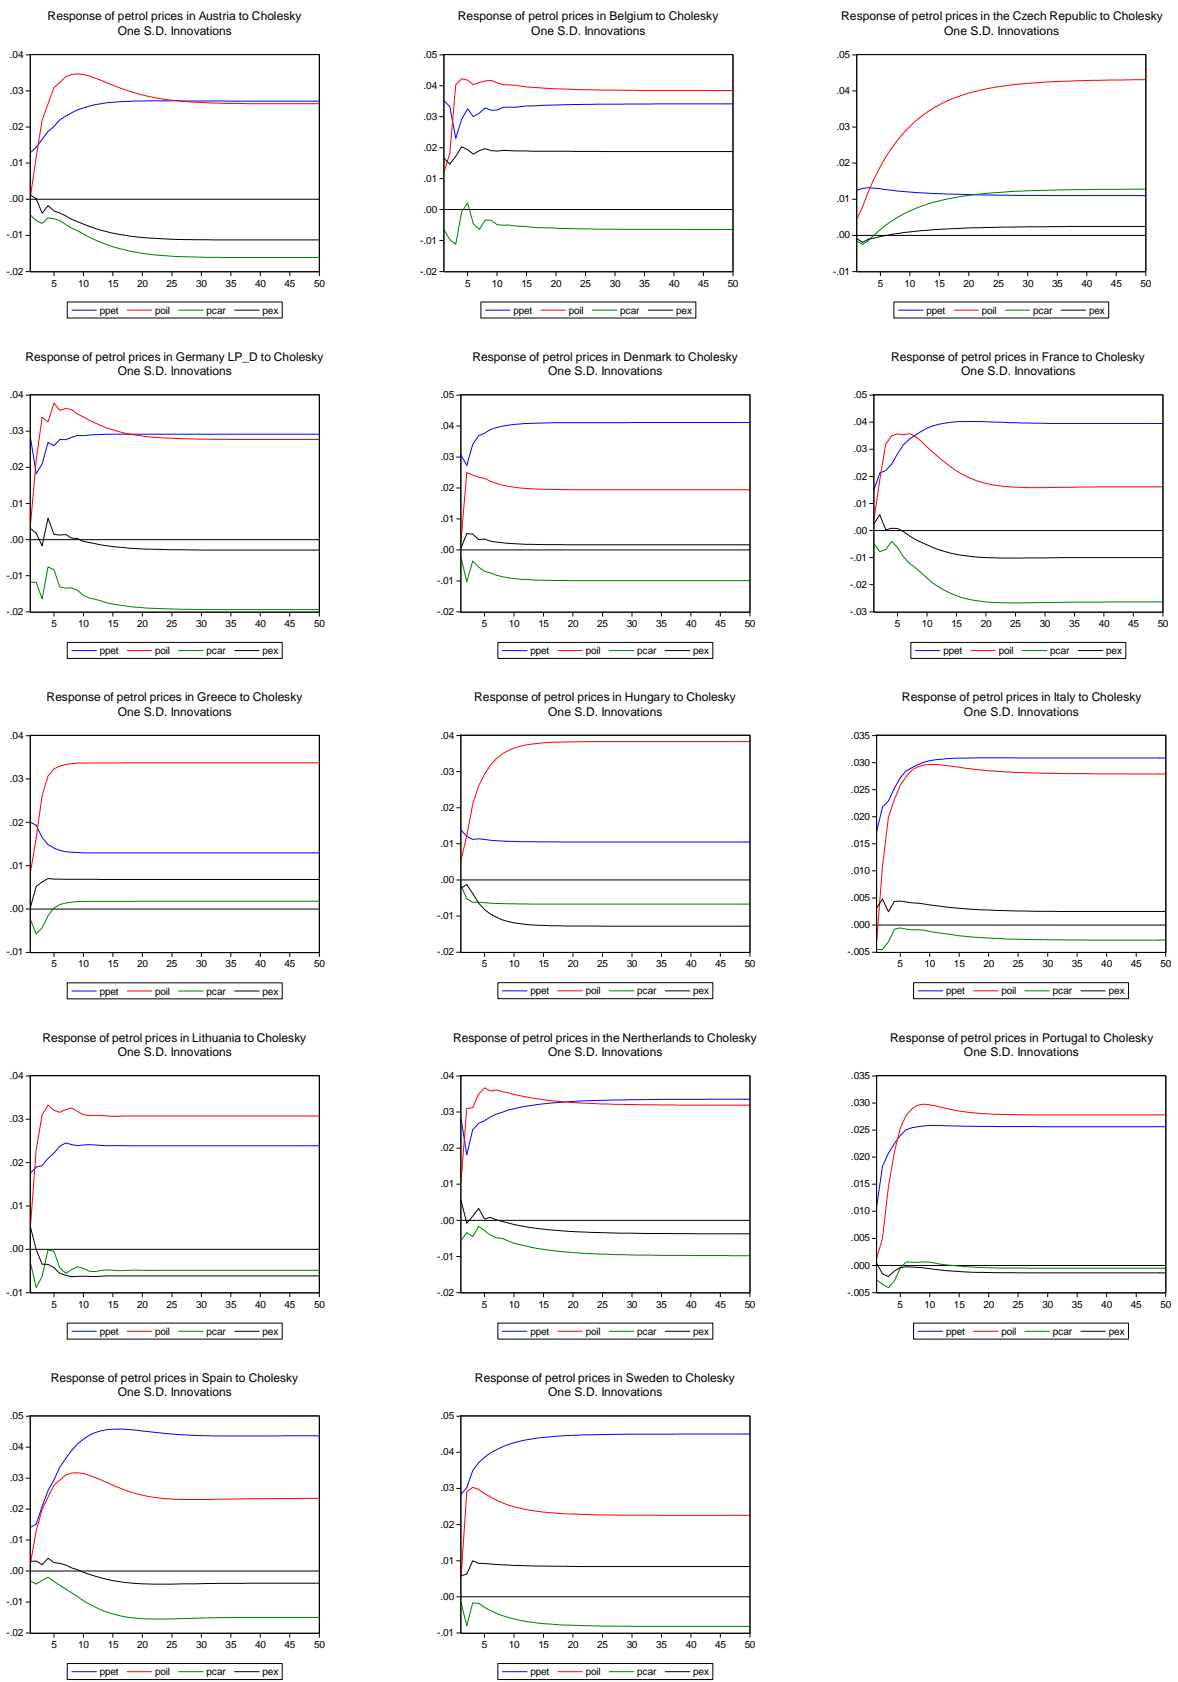 Response of petrol prices in Austria to Cholesky
One S.D. Innovations
.04
.03
.02
.01
.00
-.01
-.02
5 10 15 20 25 30 35 40 45 50
ppet poil pcar pex
Response of petrol prices in Belgium to Cholesky
One S.D. Innovations
.05
.04
.03
.02
.01
.00
-.01
-.02
5 10 15 20 25 30 35 40 45 50
ppet poil pcar pex
Response of petrol prices in the Czech Republic to Cholesky
One S.D. Innovations
.05
.04
.03
.02
.01
.00
-.01
5 10 15 20 25 30 35 40 45 50
ppet poil pcar pex
Response of petrol prices in Germany LP_D to Cholesky
One S.D. Innovations
.04
.03
.02
.01
.00
-.01
-.02
5 10 15 20 25 30 35 40 45 50
ppet poil pcar pex
Response of petrol prices in Denmark to Cholesky
One S.D. Innovations
.05
.04
.03
.02
.01
.00
-.01
-.02
5 10 15 20 25 30 35 40 45 50
ppet poil pcar pex
Response of petrol prices in France to Cholesky
One S.D. Innovations
.05
.04
.03
.02
.01
.00
-.01
-.02
-.03
5 10 15 20 25 30 35 40 45 50
ppet poil pcar pex
Response of petrol prices in Greece to Cholesky
One S.D. Innovations
.04
.03
.02
.01
.00
-.01
5 10 15 20 25 30 35 40 45 50
ppet poil pcar pex
Response of petrol prices in Hungary to Cholesky
One S.D. Innovations
.04
.03
.02
.01
.00
-.01
-.02
5 10 15 20 25 30 35 40 45 50
ppet poil pcar pex
Response of petrol prices in Italy to Cholesky
One S.D. Innovations
.035
.030
.025
.020
.015
.010
.005
.000
-.005
5 10 15 20 25 30 35 40 45 50
ppet poil pcar pex
Response of petrol prices in Lithuania to Cholesky
One S.D. Innovations
.04
.03
.02
.01
.00
-.01
5 10 15 20 25 30 35 40 45 50
ppet poil pcar pex
Response of petrol prices in the Nertherlands to Cholesky
One S.D. Innovations
.04
.03
.02
.01
.00
-.01
-.02
5 10 15 20 25 30 35 40 45 50
ppet poil pcar pex
Response of petrol prices in Portugal to Cholesky
One S.D. Innovations
.035
.030
.025
.020
.015
.010
.005
.000
-.005
5 10 15 20 25 30 35 40 45 50
ppet poil pcar pex
Response of petrol prices in Spain to Cholesky
One S.D. Innovations
.05
.04
.03
.02
.01
.00
-.01
-.02
5 10 15 20 25 30 35 40 45 50
ppet poil pcar pex
Response of petrol prices in Sweden to Cholesky
One S.D. Innovations
.05
.04
.03
.02
.01
.00
-.01
5 10 15 20 25 30 35 40 45 50
ppet poil pcar pex